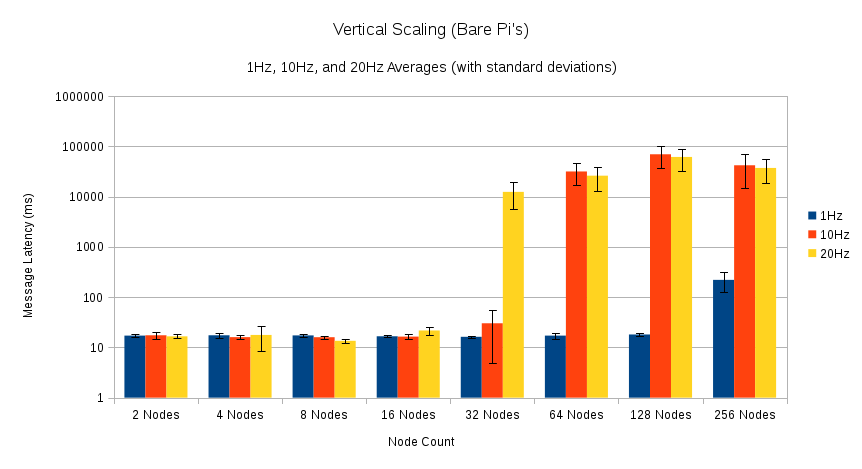 Vertical Scaling (Bare Pi's)
1Hz, 10Hz, and 20Hz Averages (with standard deviations)
1000000
100000
10000
1000
100
10
1
Message Latency (ms)
2 Nodes
4 Nodes
8 Nodes
16 Nodes
32 Nodes
64 Nodes
128 Nodes
256 Nodes
Node Count
1Hz
10Hz
20Hz